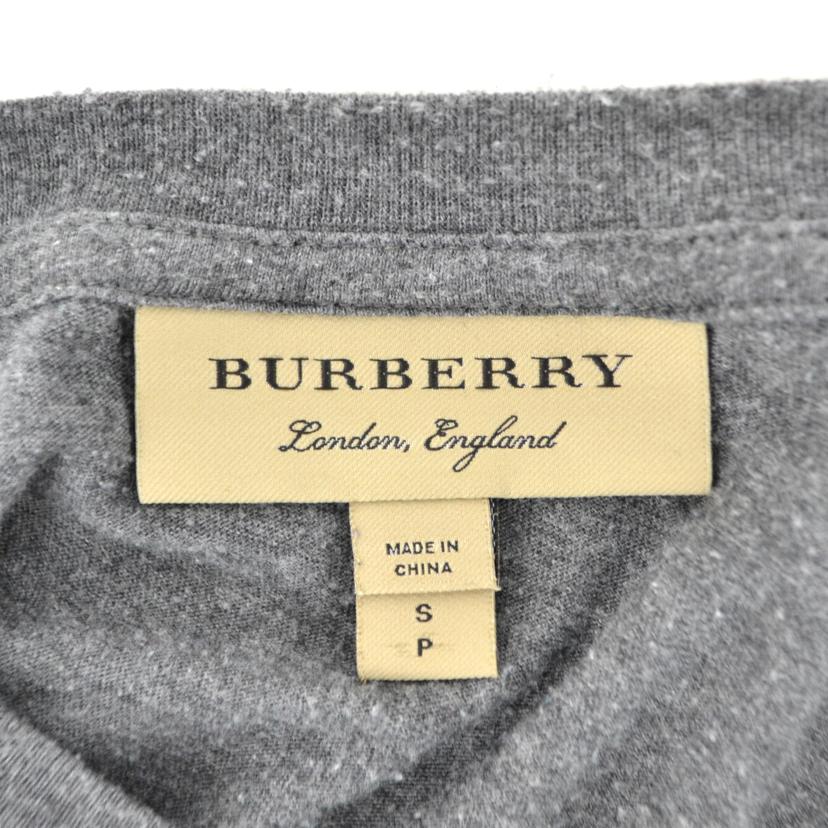 BURBERRY
London, England
MADE IN
CHINA
S
P